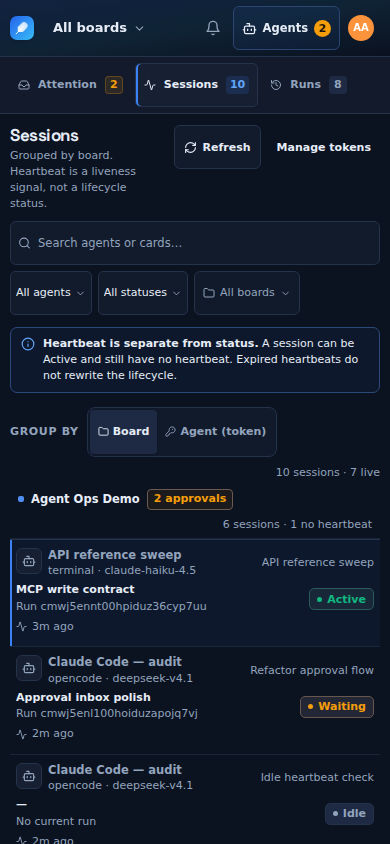 All boards
Agents 2
AA
Attention 2
Sessions 10
Runs 8
Sessions
Grouped by board.
Heartbeat is a liveness
signal, not a lifecycle
status.
Refresh
Manage tokens
Search agents or cards…
All agents
All statuses
All boards
Heartbeat is separate from status. A session can be
Active and still have no heartbeat. Expired heartbeats do
not rewrite the lifecycle.
GROUP BY
Board
Agent (token)
10 sessions · 7 live
Agent Ops Demo 2 approvals
6 sessions · 1 no heartbeat
API reference sweep
terminal · claude-haiku-4.5
API reference sweep
MCP write contract
Run cmwj5ennt00hpiduz36cyp7uu
Active
3m ago
Claude Code — audit
opencode · deepseek-v4.1
Refactor approval flow
Approval inbox polish
Run cmwj5enl100hoiduzapojq7vj
Waiting
2m ago
Claude Code — audit
opencode · deepseek-v4.1
Idle heartbeat check
—
No current run
Idle
2m ago